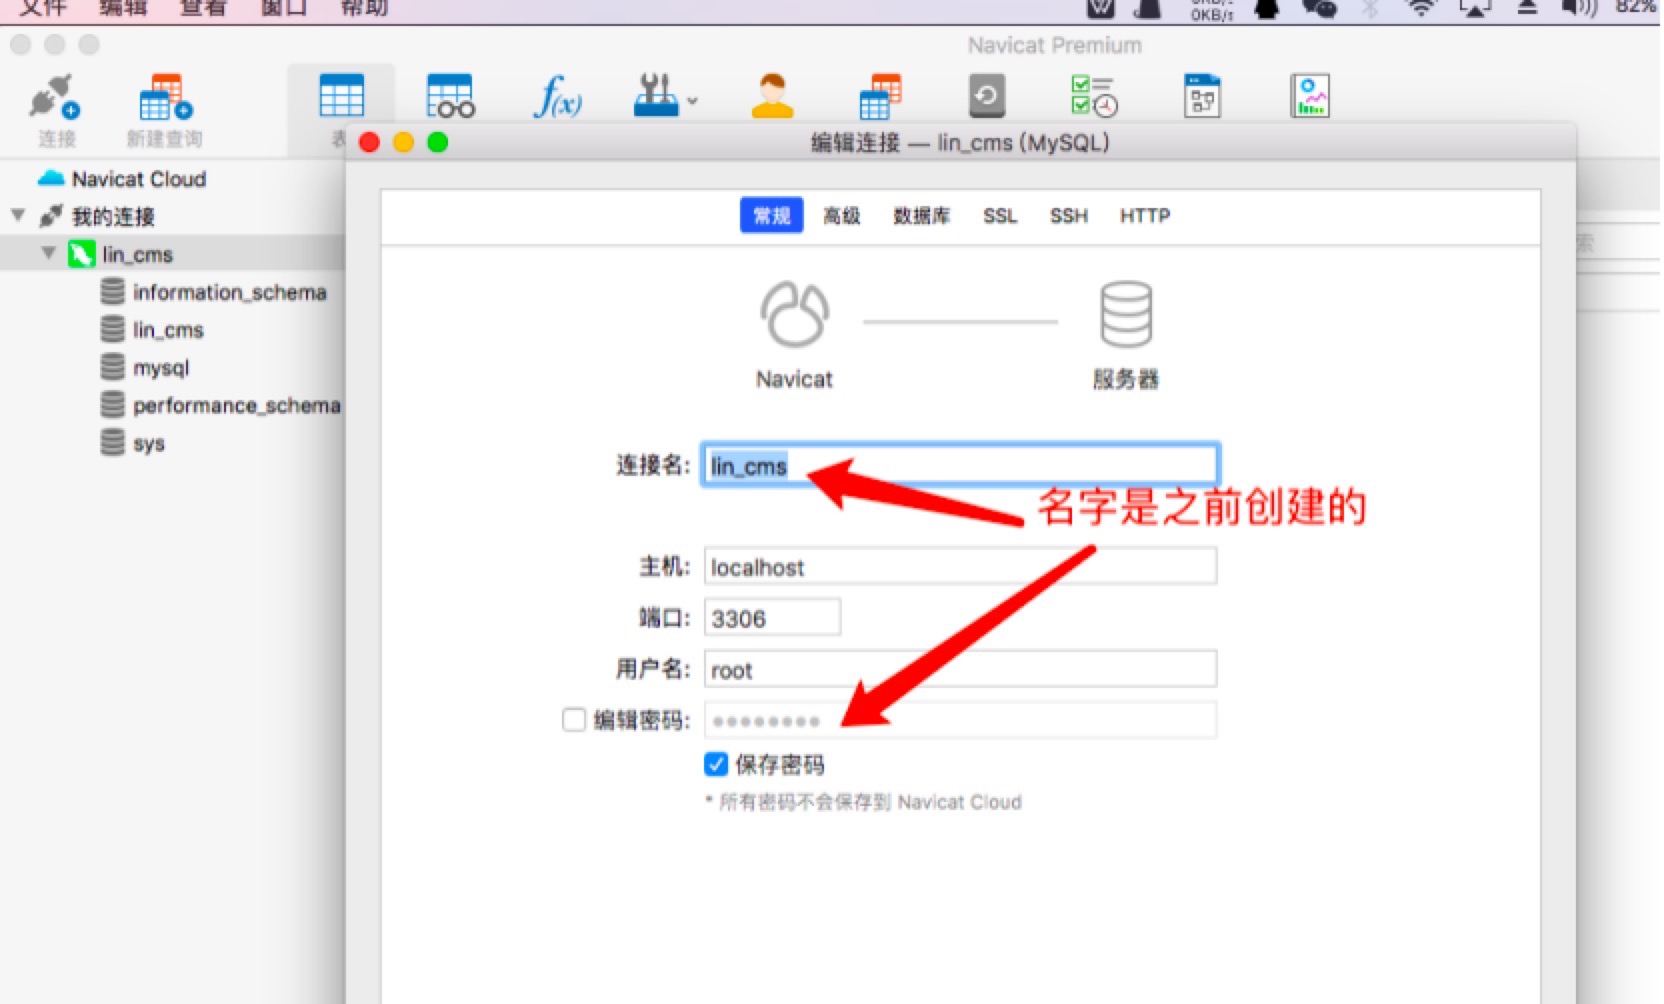 文件 编辑 查看 窗口 帮助
0KB/s 82%
Navicat Premium
f(x)
连接 新建查询
编辑连接 — lin_cms (MySQL)
Navicat Cloud
我的连接
lin_cms
information_schema
lin_cms
mysql
performance_schema
sys
常规 高级 数据库 SSL SSH HTTP
索
Navicat 服务器
连接名: lin_cms
名字是之前创建的
主机: localhost
端口: 3306
用户名: root
编辑密码: ••••••••
保存密码
* 所有密码不会保存到 Navicat Cloud